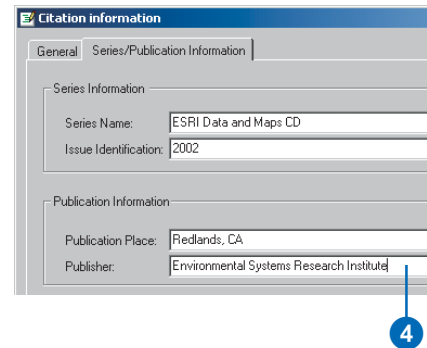 Citation information
General Series/Publication Information
Series Information
Series Name: ESRI Data and Maps CD
Issue Identification: 2002
Publication Information
Publication Place: Redlands, CA
Publisher: Environmental Systems Research Institute
4